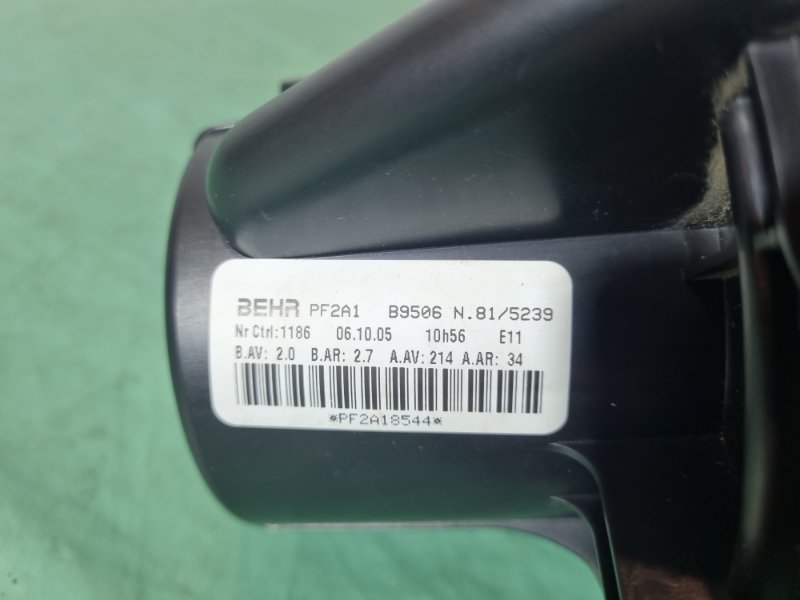 BEHR PF2A1 B9506 N.81/5239
Nr Ctrl:1186 06.10.05 10h56 E11
B.AV: 2.0 B.AR: 2.7 A.AV: 214 A.AR: 34
*PF2A18544*